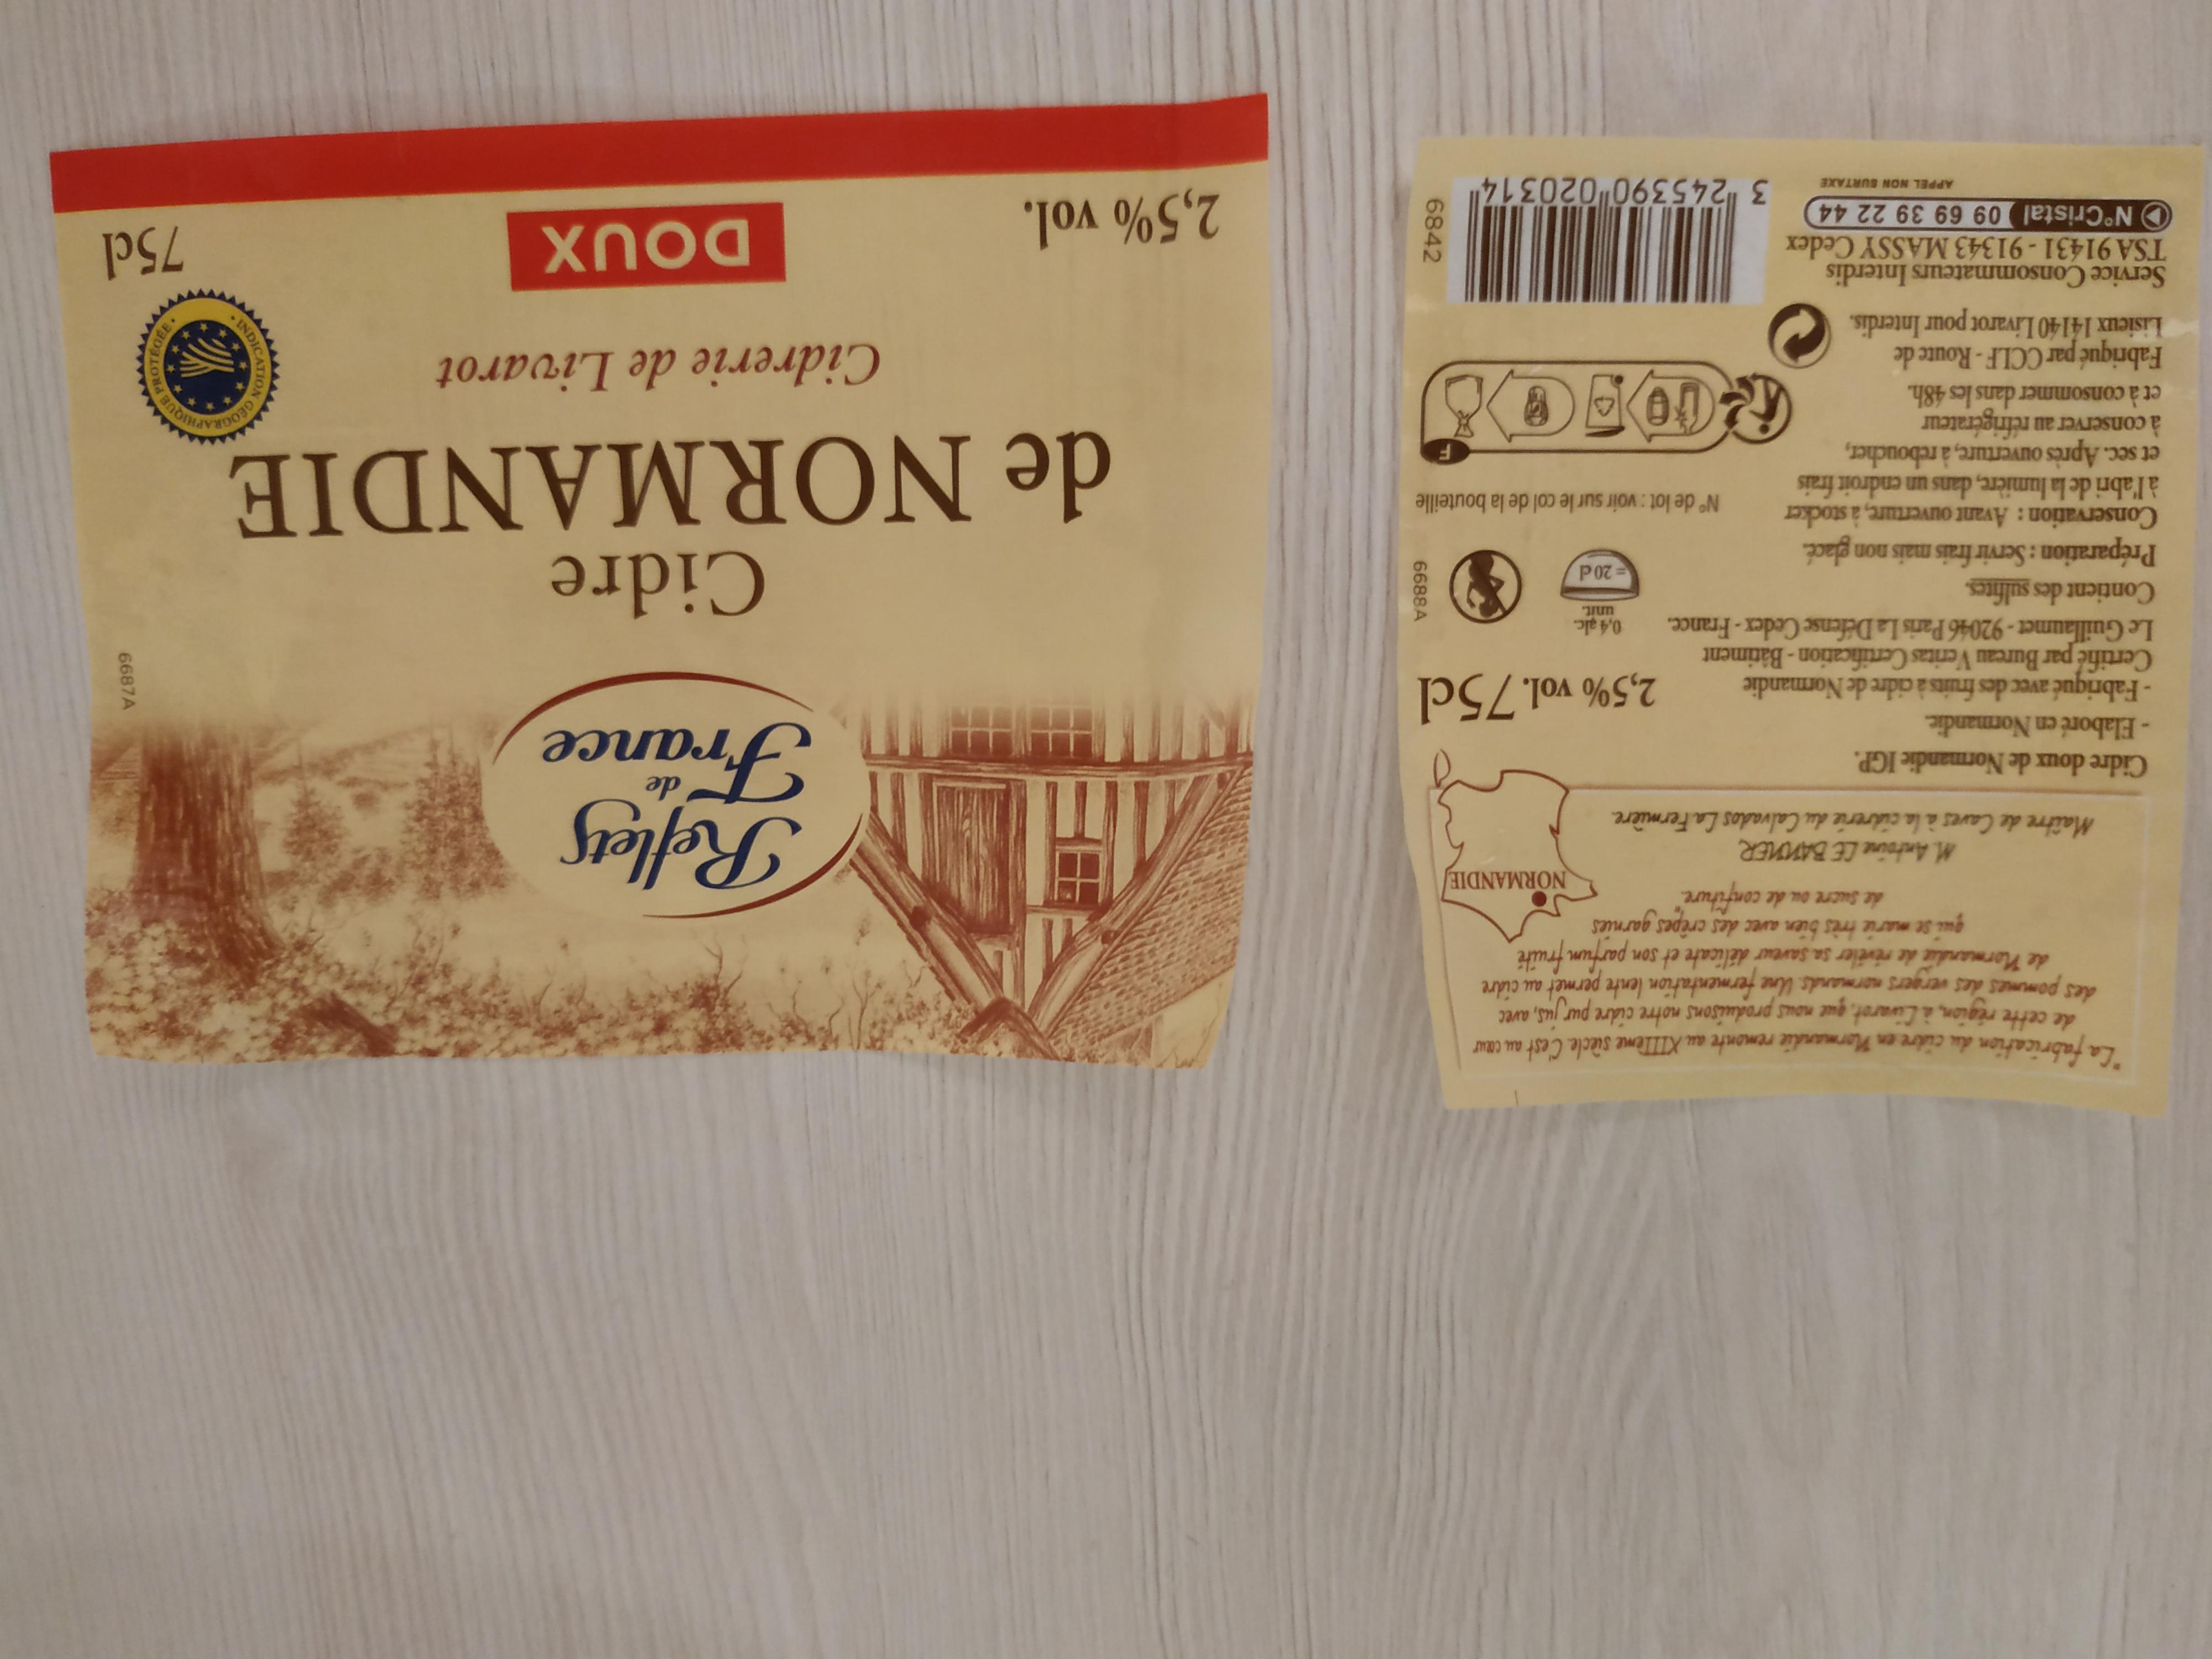 Reflets
de
France
6687A
Cidre
de NORMANDIE
Cidrerie de Livarot
INDICATION GÉOGRAPHIQUE PROTÉGÉE
2,5% vol.
DOUX
75cl
"La fabrication du cidre en Normandie remonte au XIIIIème siècle. C'est au cœur
de cette région, à Livarot, que nous produisons notre cidre pur jus, avec
des pommes des vergers normands. Une fermentation lente permet au cidre
de Normandie de révéler sa saveur délicate et son parfum fruité
qui se marie très bien avec des crêpes garnies
de sucre ou de confiture."
M. Antoine LE BANNER
Maître de Caves à la cidrerie du Calvados La Fermière.
NORMANDIE
Cidre doux de Normandie IGP.
- Elaboré en Normandie.
- Fabriqué avec des fruits à cidre de Normandie
Certifié par Bureau Veritas Certification - Bâtiment
Le Guillaumet - 92046 Paris La Défense Cedex - France.
Contient des sulfites.
Préparation : Servir frais mais non glacé.
Conservation : Avant ouverture, à stocker
à l'abri de la lumière, dans un endroit frais
et sec. Après ouverture, à reboucher,
à conserver au réfrigérateur
et à consommer dans les 48h.
Fabriqué par CCLF - Route de
Lisieux 14140 Livarot pour Interdis.
Service Consommateurs Interdis
TSA 91431 - 91343 MASSY Cedex
N°Cristal 09 69 39 22 44
APPEL NON SURTAXE
2,5% vol. 75cl
0,4 alc.
unit.
= 20 cl
6688A
N° de lot : voir sur le col de la bouteille
F
3 245390 020314
6842